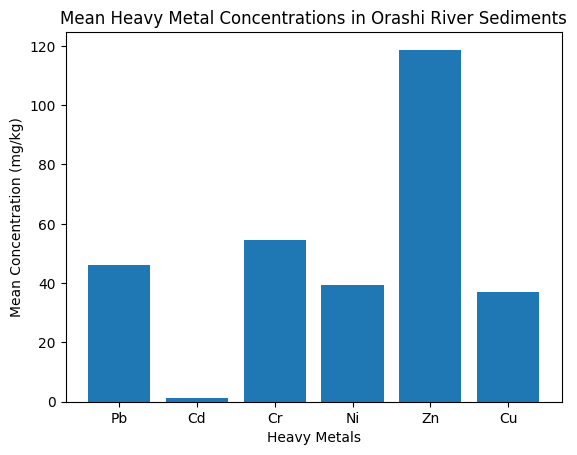 Mean Heavy Metal Concentrations in Orashi River Sediments
120
100
80
60
40
20
0
Mean Concentration (mg/kg)
Pb Cd Cr Ni Zn Cu
Heavy Metals